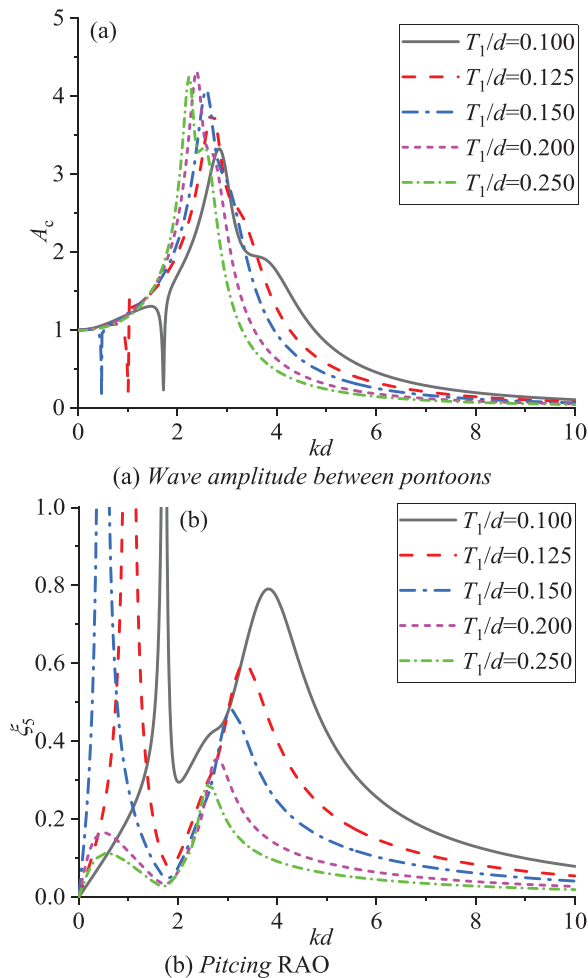 (a)
T₁/d=0.100
T₁/d=0.125
T₁/d=0.150
T₁/d=0.200
T₁/d=0.250
A_c
5
4
3
2
1
0
0 2 4 6 8 10
kd
(a) Wave amplitude between pontoons
(b)
T₁/d=0.100
T₁/d=0.125
T₁/d=0.150
T₁/d=0.200
T₁/d=0.250
ξ₅
0.8
0.6
0.4
0.2
0.0
0 2 4 6 8 10
kd
(b) Pitcing RAO